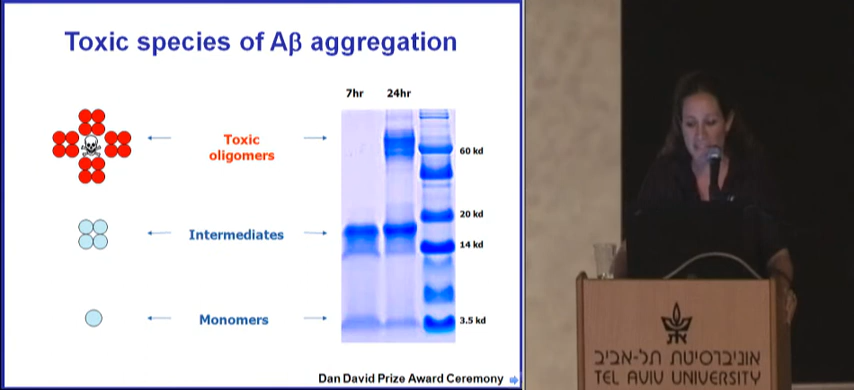 Toxic species of Aβ aggregation
7hr 24hr
Toxic
oligomers
60 kd
20 kd
Intermediates
14 kd
Monomers
3.5 kd
Dan David Prize Award Ceremony
אוניברסיטת תל-אביב
TEL AVIV UNIVERSITY